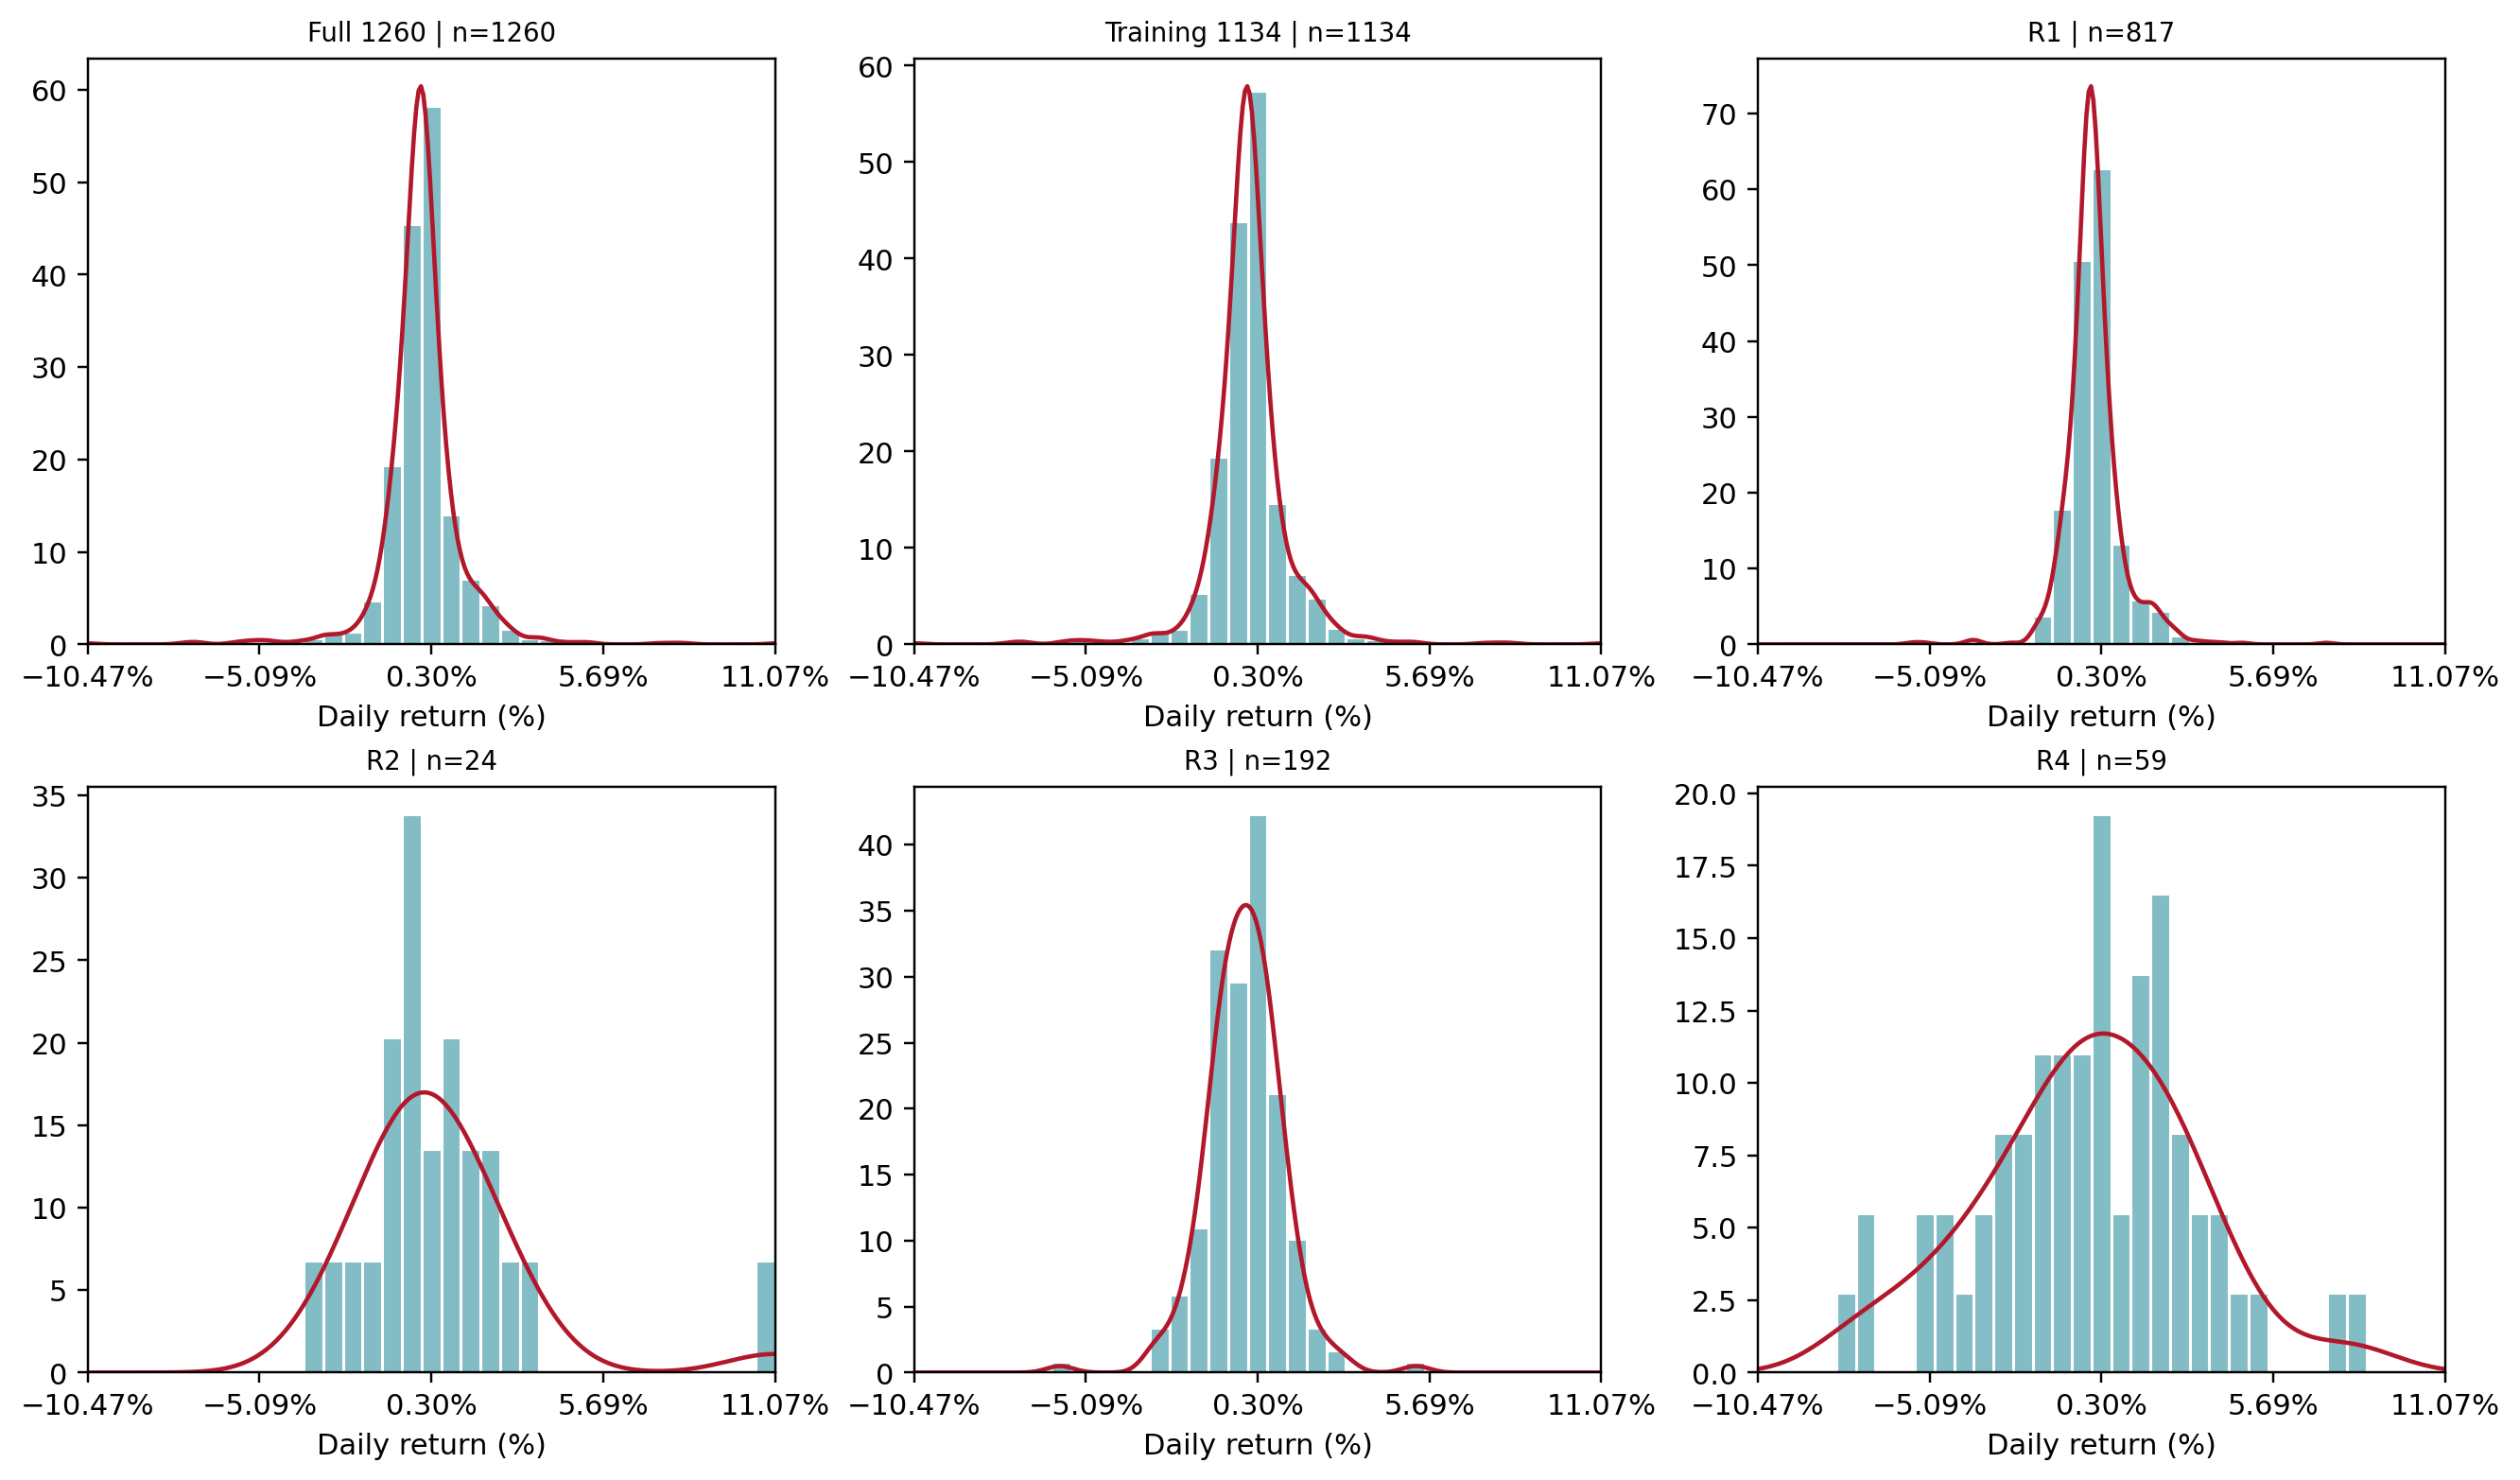 Full 1260 | n=1260
60
50
40
30
20
10
0
−10.47% −5.09% 0.30% 5.69% 11.07%
Daily return (%)
Training 1134 | n=1134
60
50
40
30
20
10
0
−10.47% −5.09% 0.30% 5.69% 11.07%
Daily return (%)
R1 | n=817
70
60
50
40
30
20
10
0
−10.47% −5.09% 0.30% 5.69% 11.07%
Daily return (%)
R2 | n=24
35
30
25
20
15
10
5
0
−10.47% −5.09% 0.30% 5.69% 11.07%
Daily return (%)
R3 | n=192
40
35
30
25
20
15
10
5
0
−10.47% −5.09% 0.30% 5.69% 11.07%
Daily return (%)
R4 | n=59
20.0
17.5
15.0
12.5
10.0
7.5
5.0
2.5
0.0
−10.47% −5.09% 0.30% 5.69% 11.07%
Daily return (%)